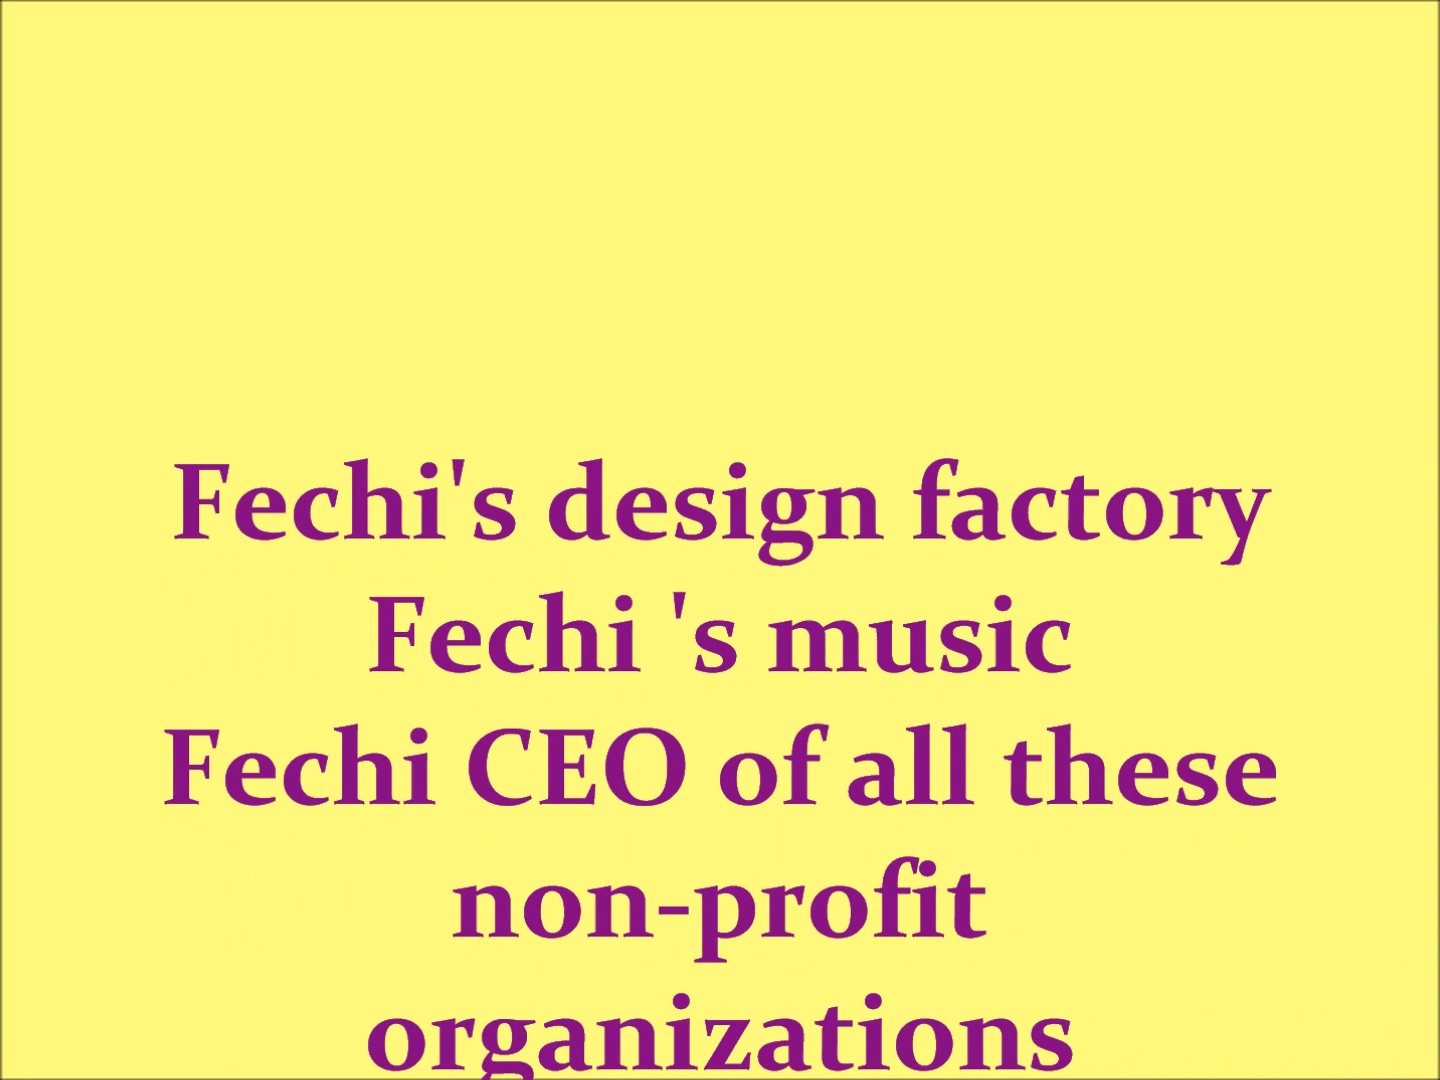 Fechi's design factory
Fechi 's music
Fechi CEO of all these
non-profit
organizations